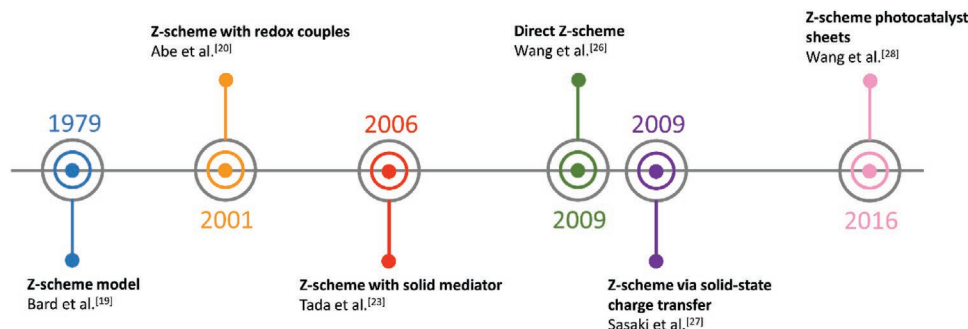 Z-scheme with redox couples
Abe et al.[20]
Direct Z-scheme
Wang et al.[26]
Z-scheme photocatalyst
sheets
Wang et al.[28]
1979
2006
2009
2001
2009
2016
Z-scheme model
Bard et al.[19]
Z-scheme with solid mediator
Tada et al.[23]
Z-scheme via solid-state
charge transfer
Sasaki et al.[27]